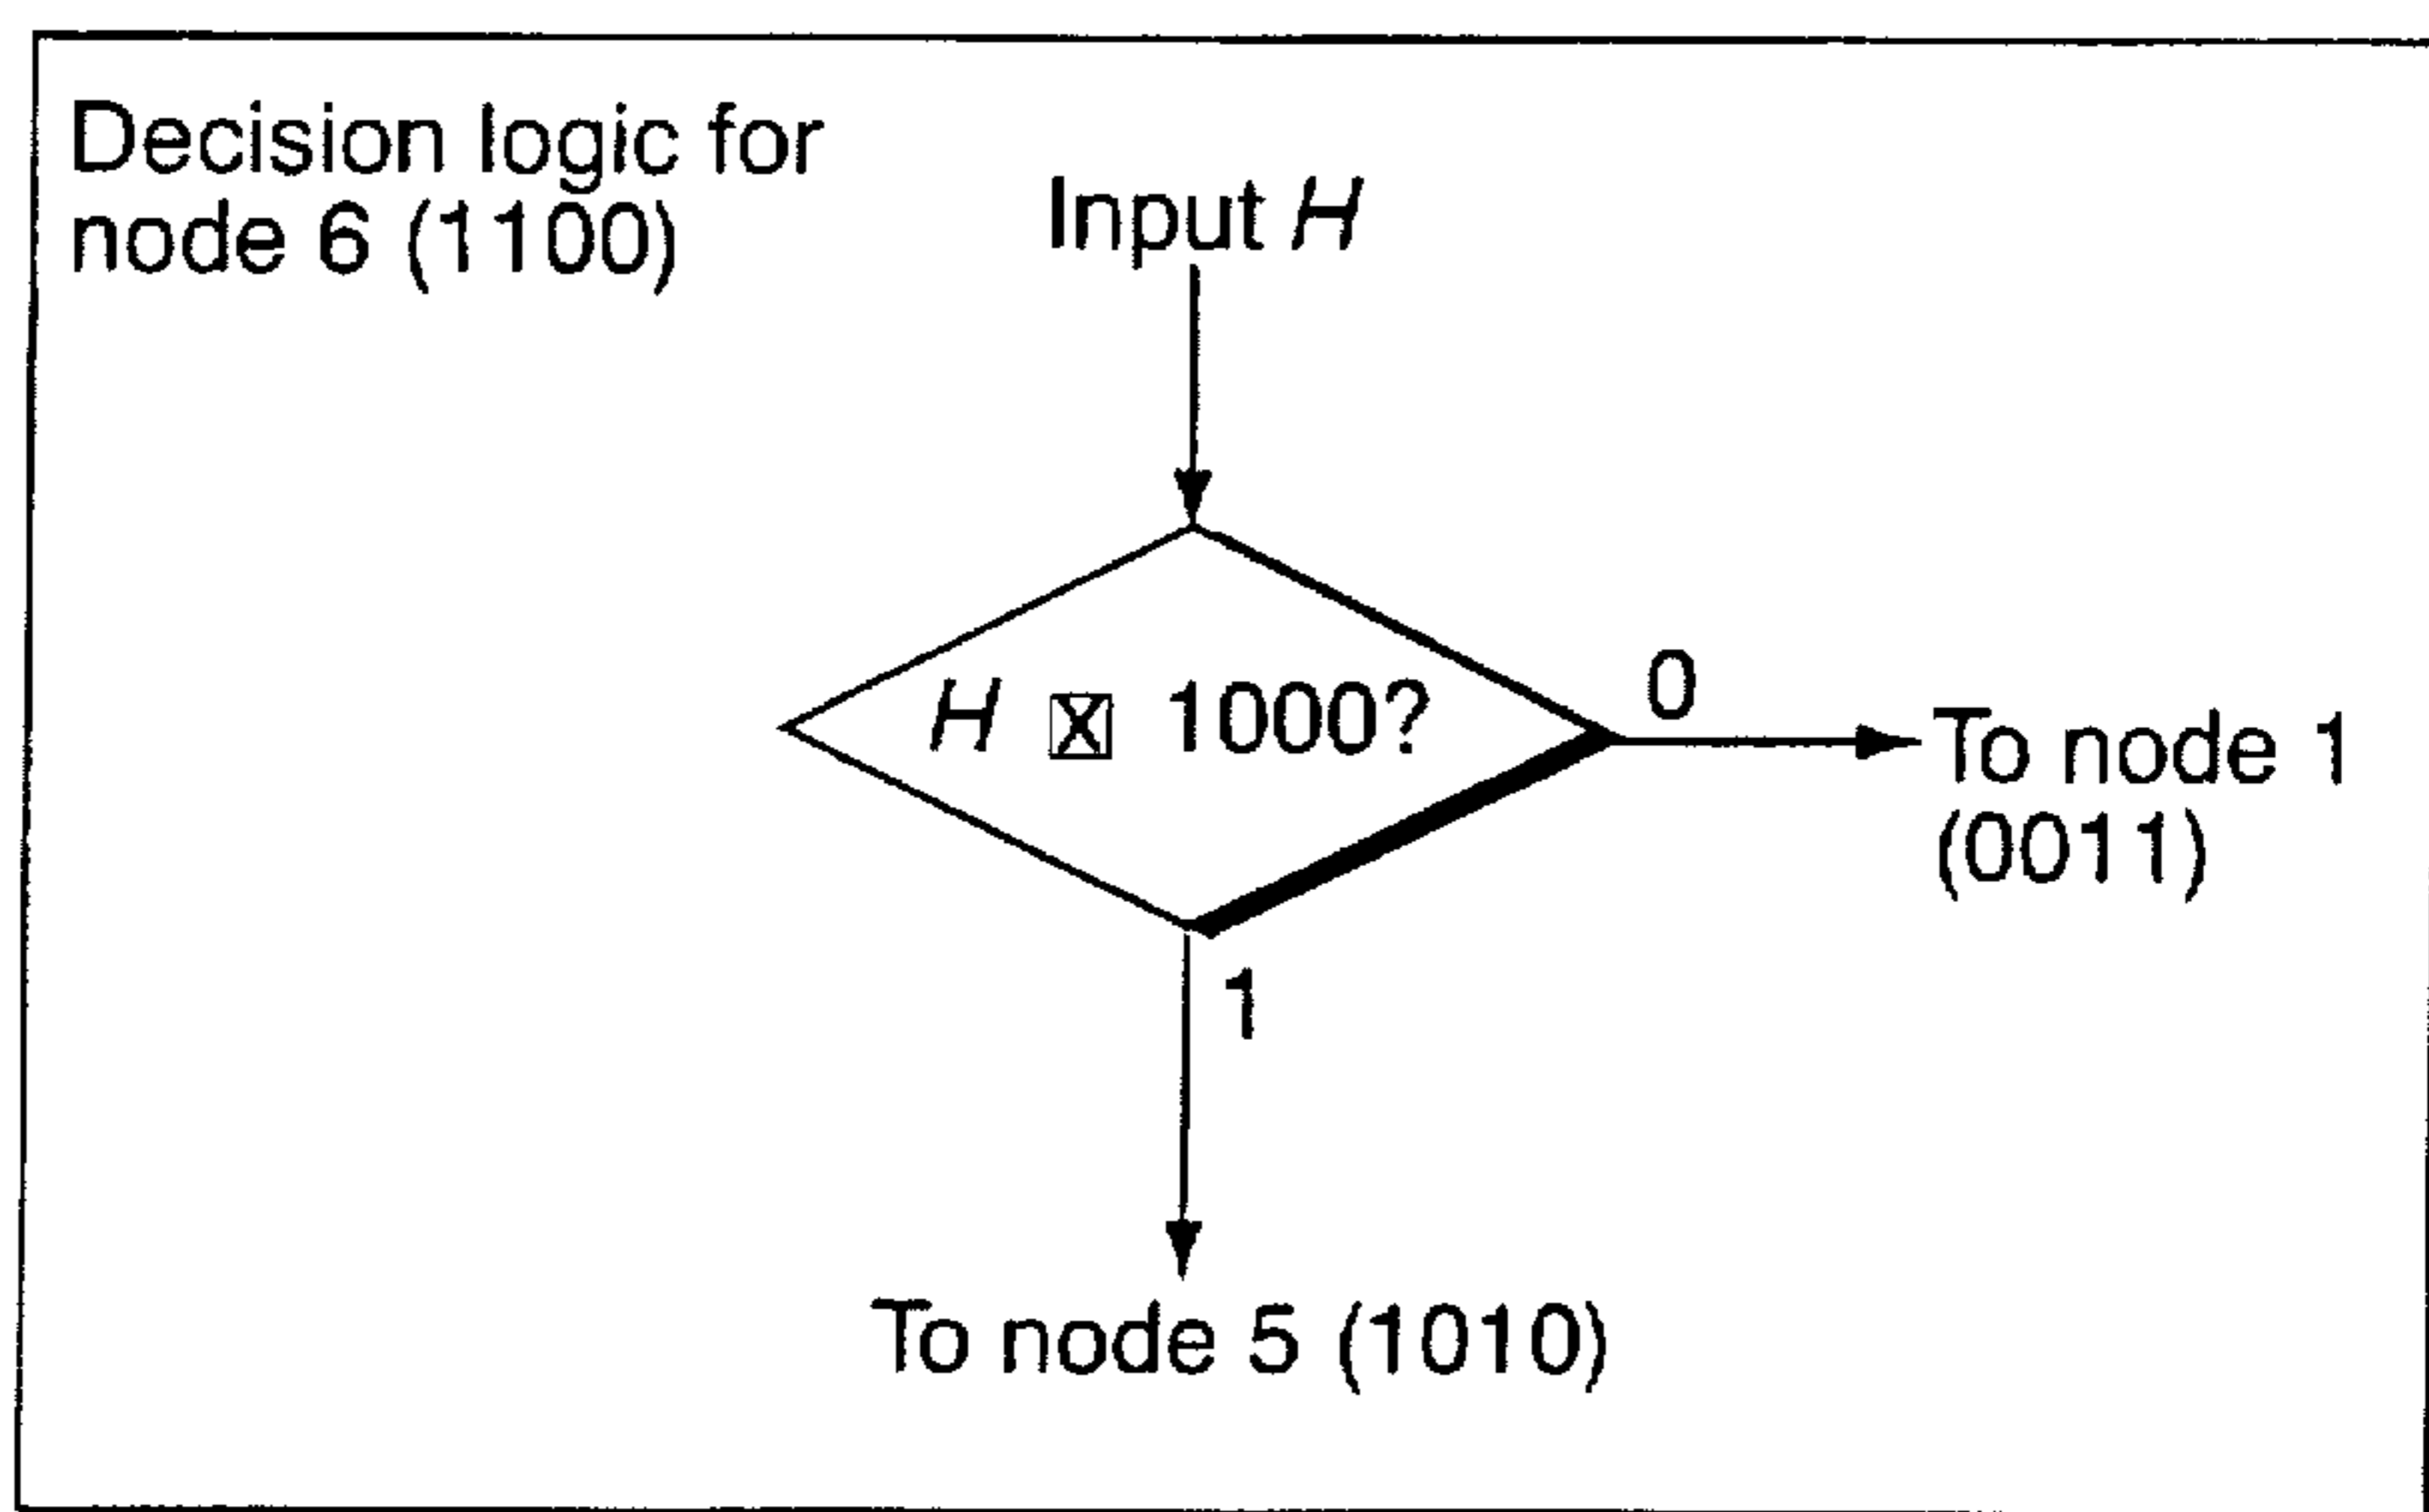 Decision logic for
node 6 (1100)
Input H
H ☒ 1000?
0
To node 1
(0011)
1
To node 5 (1010)